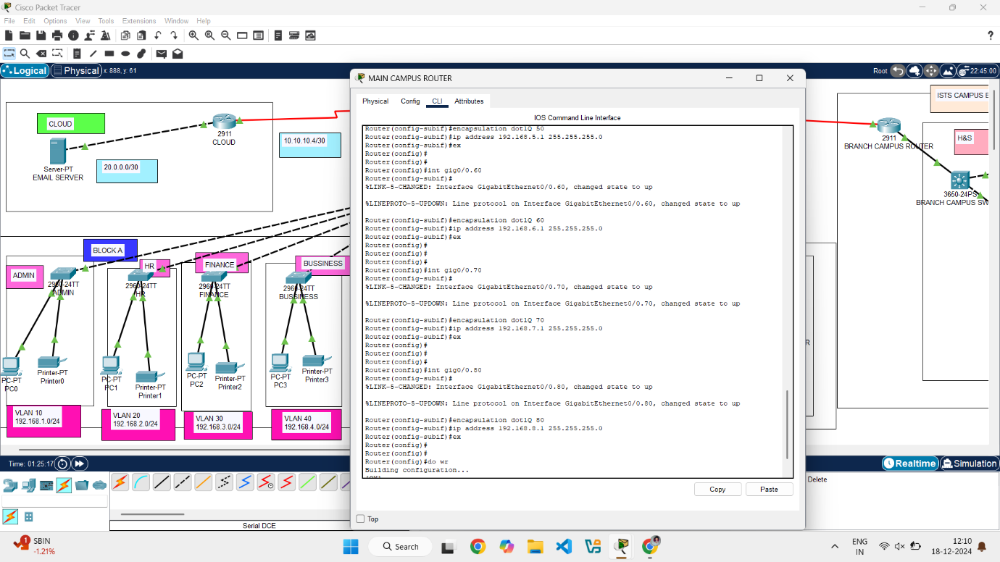 Cisco Packet Tracer
File Edit Options View Tools Extensions Window Help
Logical Physical x: 888, y: 61
Root 22:45:00
CLOUD
2911
CLOUD
Server-PT
EMAIL SERVER
20.0.0.0/30
10.10.10.4/30
BLOCK A
ADMIN
2960-24TT
ADMIN
HR
2960-24TT
HR
FINANCE
2960-24TT
FINANCE
BUSSINESS
2960-24TT
BUSSINESS
PC-PT
PC0
Printer-PT
Printer0
PC-PT
PC1
Printer-PT
Printer1
PC-PT
PC2
Printer-PT
Printer2
PC-PT
PC3
Printer-PT
Printer3
VLAN 10
192.168.1.0/24
VLAN 20
192.168.2.0/24
VLAN 30
192.168.3.0/24
VLAN 40
192.168.4.0/24
MAIN CAMPUS ROUTER
Physical Config CLI Attributes
IOS Command Line Interface
Router(config-subif)#encapsulation dot1Q 50
Router(config-subif)#ip address 192.168.5.1 255.255.255.0
Router(config-subif)#ex
Router(config)#
Router(config)#
Router(config)#int gig0/0.60
Router(config-subif)#
%LINK-5-CHANGED: Interface GigabitEthernet0/0.60, changed state to up
%LINEPROTO-5-UPDOWN: Line protocol on Interface GigabitEthernet0/0.60, changed state to up
Router(config-subif)#encapsulation dot1Q 60
Router(config-subif)#ip address 192.168.6.1 255.255.255.0
Router(config-subif)#ex
Router(config)#
Router(config)#
Router(config)#
Router(config)#int gig0/0.70
Router(config-subif)#
%LINK-5-CHANGED: Interface GigabitEthernet0/0.70, changed state to up
%LINEPROTO-5-UPDOWN: Line protocol on Interface GigabitEthernet0/0.70, changed state to up
Router(config-subif)#encapsulation dot1Q 70
Router(config-subif)#ip address 192.168.7.1 255.255.255.0
Router(config-subif)#ex
Router(config)#
Router(config)#
Router(config)#
Router(config)#int gig0/0.80
Router(config-subif)#
%LINK-5-CHANGED: Interface GigabitEthernet0/0.80, changed state to up
%LINEPROTO-5-UPDOWN: Line protocol on Interface GigabitEthernet0/0.80, changed state to up
Router(config-subif)#encapsulation dot1Q 80
Router(config-subif)#ip address 192.168.8.1 255.255.255.0
Router(config-subif)#ex
Router(config)#
Router(config)#
Router(config)#do wr
Building configuration...
[OK]
Copy Paste
Top
ISTS CAMPUS B
2911
BRANCH CAMPUS ROUTER
H&S
3650-24PS
BRANCH CAMPUS SW
R
Time: 01:25:17
Realtime Simulation
Serial DCE
Delete
1
SBIN
-1.21%
Search
ENG
IN
12:10
18-12-2024